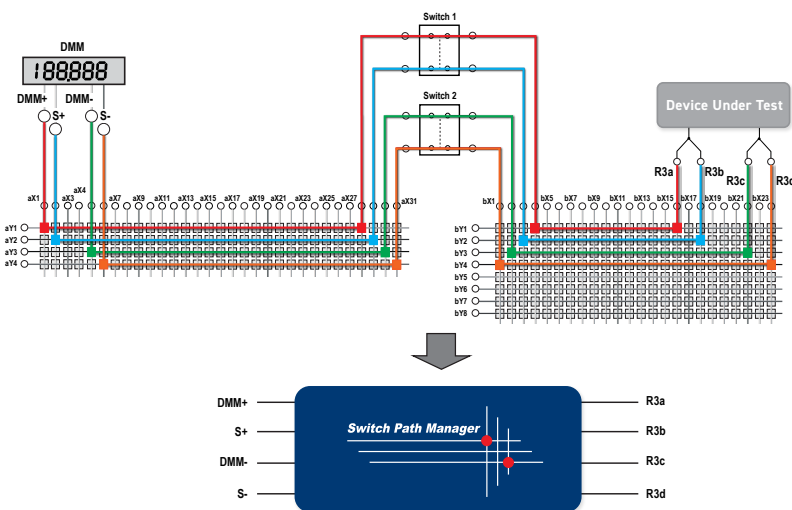 Switch 1
DMM
188.888
DMM+ DMM-
S+ S-
Switch 2
Device Under Test
R3a R3b R3c R3d
aX1 aX3 aX4 aX7 aX9 aX11 aX13 aX15 aX17 aX19 aX21 aX23 aX25 aX27 aX31
bX1 bX5 bX7 bX9 bX11 bX13 bX15 bX17 bX19 bX21 bX23
aY1
aY2
aY3
aY4
bY1
bY2
bY3
bY4
bY5
bY6
bY7
bY8
DMM+
S+
DMM-
S-
Switch Path Manager
R3a
R3b
R3c
R3d